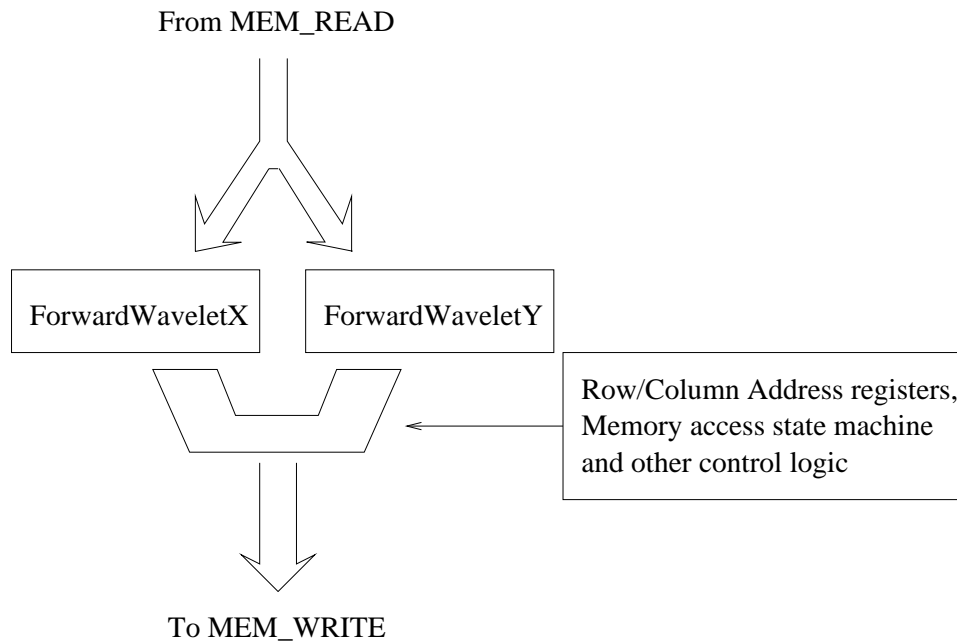 From MEM_READ
ForwardWaveletX
ForwardWaveletY
Row/Column Address registers,
Memory access state machine
and other control logic
To MEM_WRITE